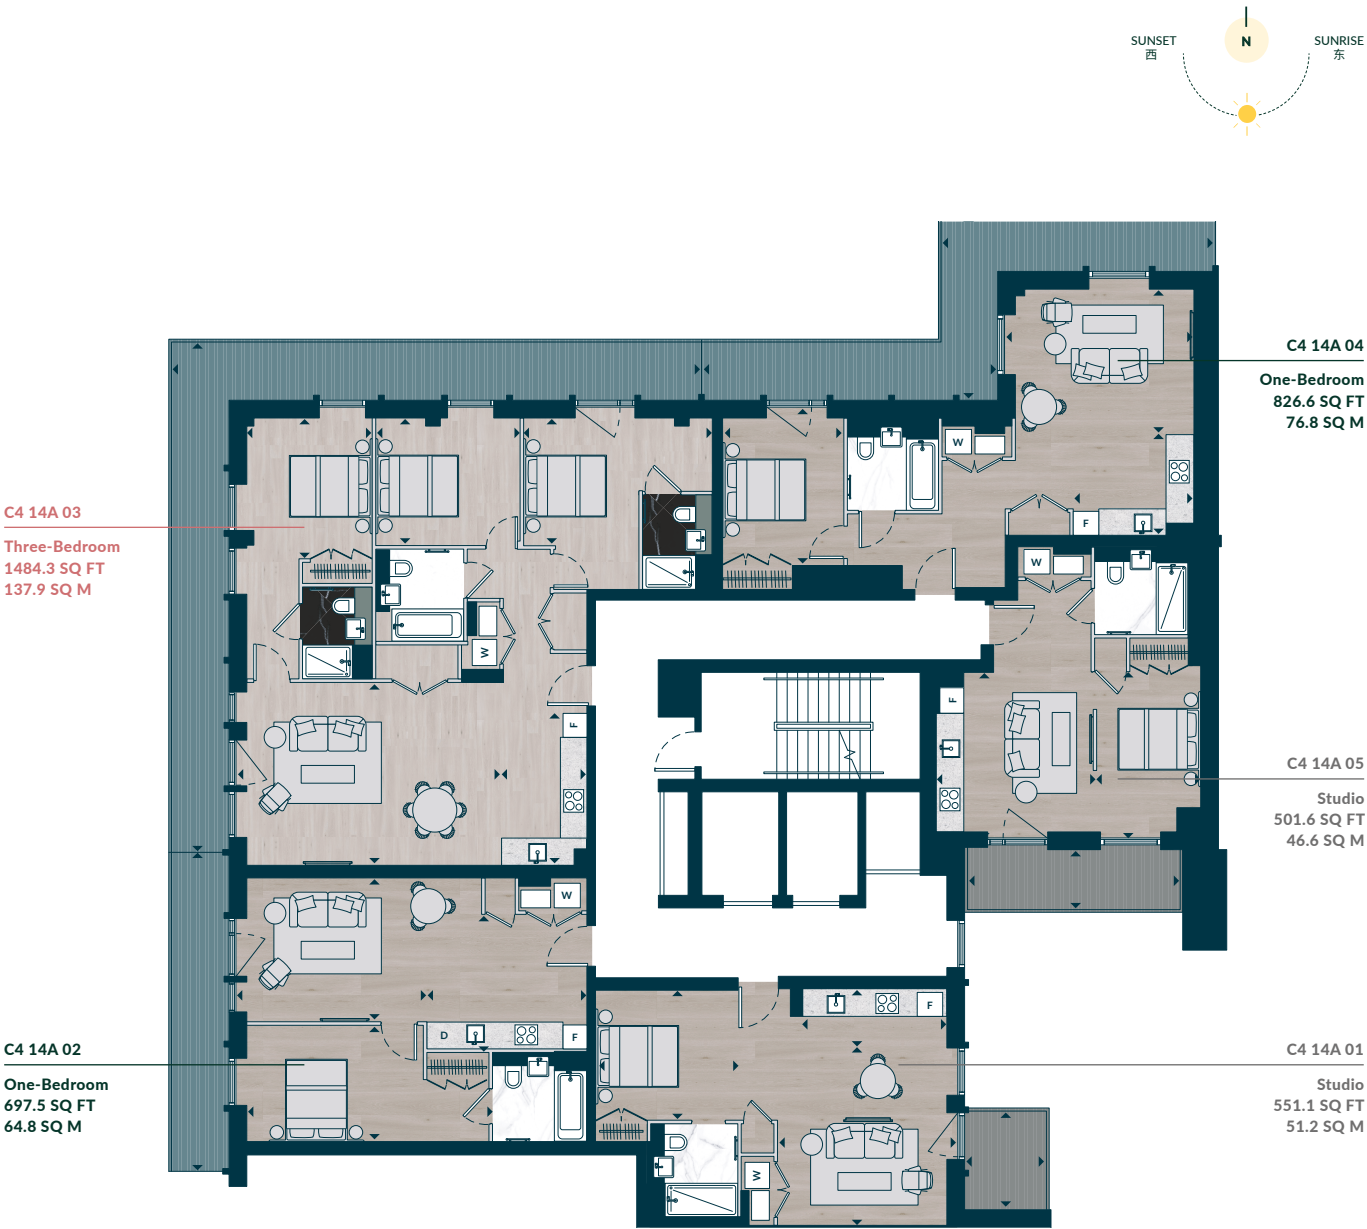 N
SUNSET
西
SUNRISE
东
C4 14A 04
One-Bedroom
826.6 SQ FT
76.8 SQ M
W
F
C4 14A 03
Three-Bedroom
1484.3 SQ FT
137.9 SQ M
W
W
F
F
C4 14A 05
Studio
501.6 SQ FT
46.6 SQ M
W
D
F
F
C4 14A 02
One-Bedroom
697.5 SQ FT
64.8 SQ M
C4 14A 01
Studio
551.1 SQ FT
51.2 SQ M
W